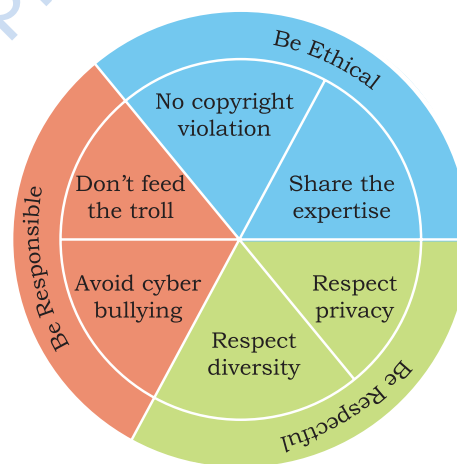 Be Ethical
No copyright
violation
Share the
expertise
Don't feed
the troll
Be Responsible
Avoid cyber
bullying
Respect
privacy
Respect
diversity
Be Respectful